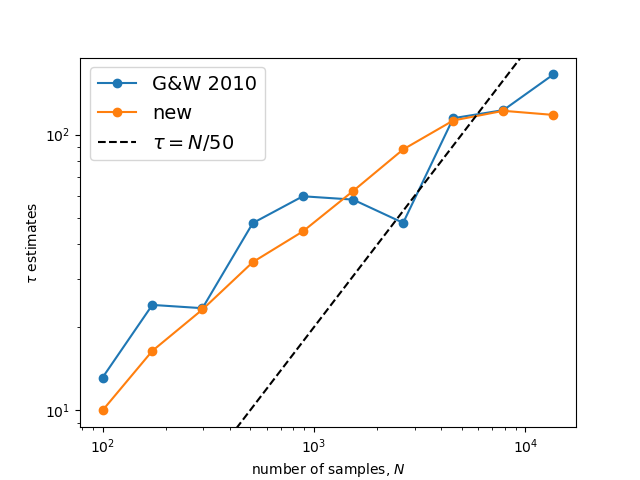 G&W 2010
new
τ = N/50
10²
10¹
τ estimates
10²
10³
10⁴
number of samples, N